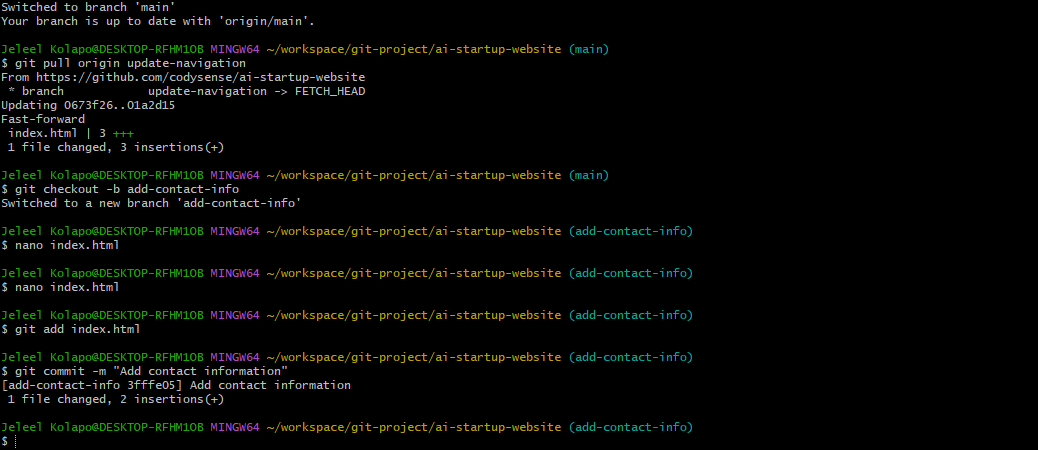 Switched to branch 'main'
Your branch is up to date with 'origin/main'.
Jeleel Kolapo@DESKTOP-RFHM1OB MINGW64 ~/workspace/git-project/ai-startup-website (main)
$ git pull origin update-navigation
From https://github.com/codysense/ai-startup-website
 * branch            update-navigation -> FETCH_HEAD
Updating 0673f26..01a2d15
Fast-forward
 index.html | 3 +++
 1 file changed, 3 insertions(+)
Jeleel Kolapo@DESKTOP-RFHM1OB MINGW64 ~/workspace/git-project/ai-startup-website (main)
$ git checkout -b add-contact-info
Switched to a new branch 'add-contact-info'
Jeleel Kolapo@DESKTOP-RFHM1OB MINGW64 ~/workspace/git-project/ai-startup-website (add-contact-info)
$ nano index.html
Jeleel Kolapo@DESKTOP-RFHM1OB MINGW64 ~/workspace/git-project/ai-startup-website (add-contact-info)
$ nano index.html
Jeleel Kolapo@DESKTOP-RFHM1OB MINGW64 ~/workspace/git-project/ai-startup-website (add-contact-info)
$ git add index.html
Jeleel Kolapo@DESKTOP-RFHM1OB MINGW64 ~/workspace/git-project/ai-startup-website (add-contact-info)
$ git commit -m "Add contact information"
[add-contact-info 3fffe05] Add contact information
 1 file changed, 2 insertions(+)
Jeleel Kolapo@DESKTOP-RFHM1OB MINGW64 ~/workspace/git-project/ai-startup-website (add-contact-info)
$